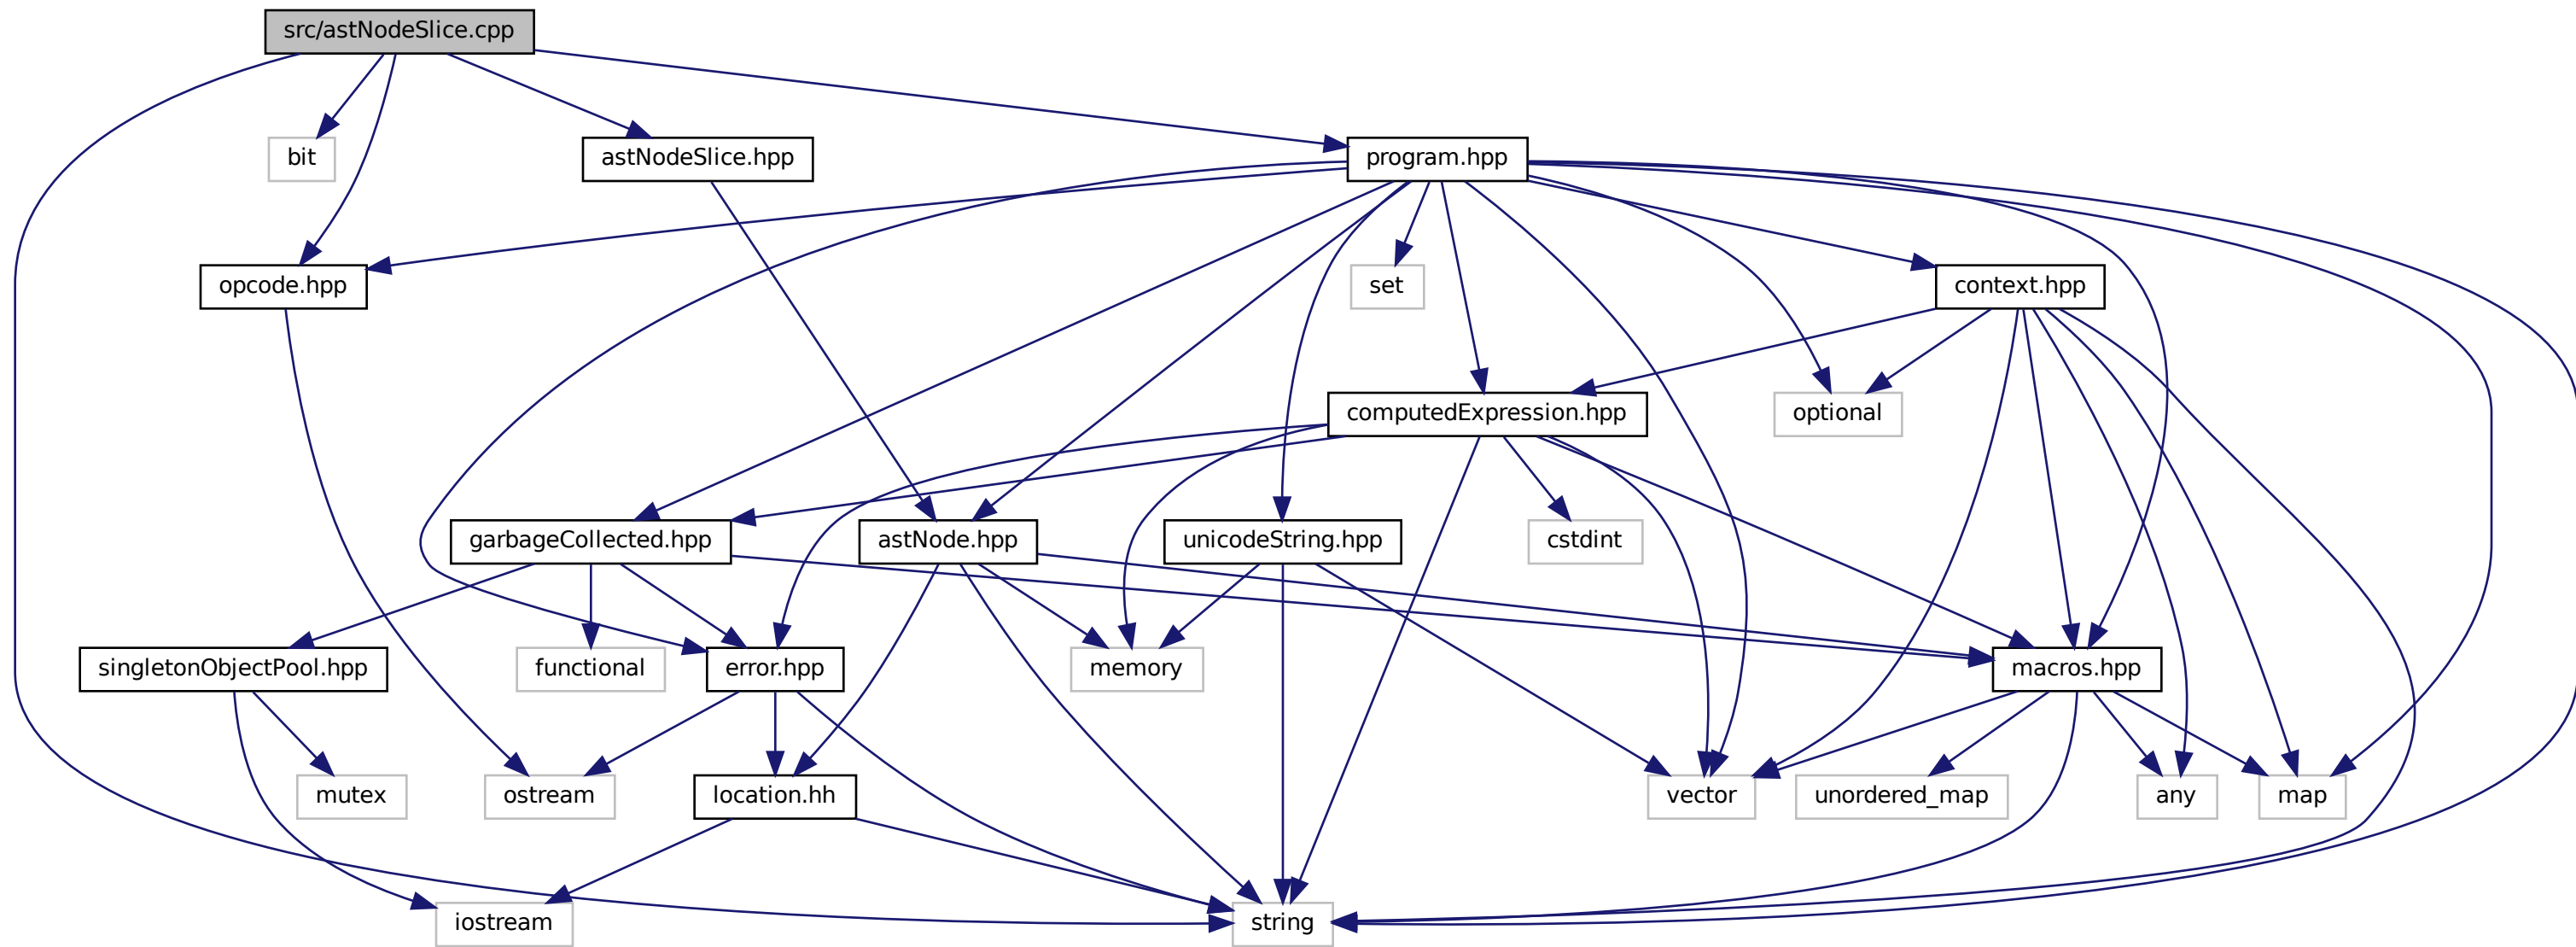 src/astNodeSlice.cpp
bit
astNodeSlice.hpp
program.hpp
opcode.hpp
set
context.hpp
computedExpression.hpp
optional
garbageCollected.hpp
astNode.hpp
unicodeString.hpp
cstdint
singletonObjectPool.hpp
functional
error.hpp
memory
macros.hpp
mutex
ostream
location.hh
vector
unordered_map
any
map
iostream
string